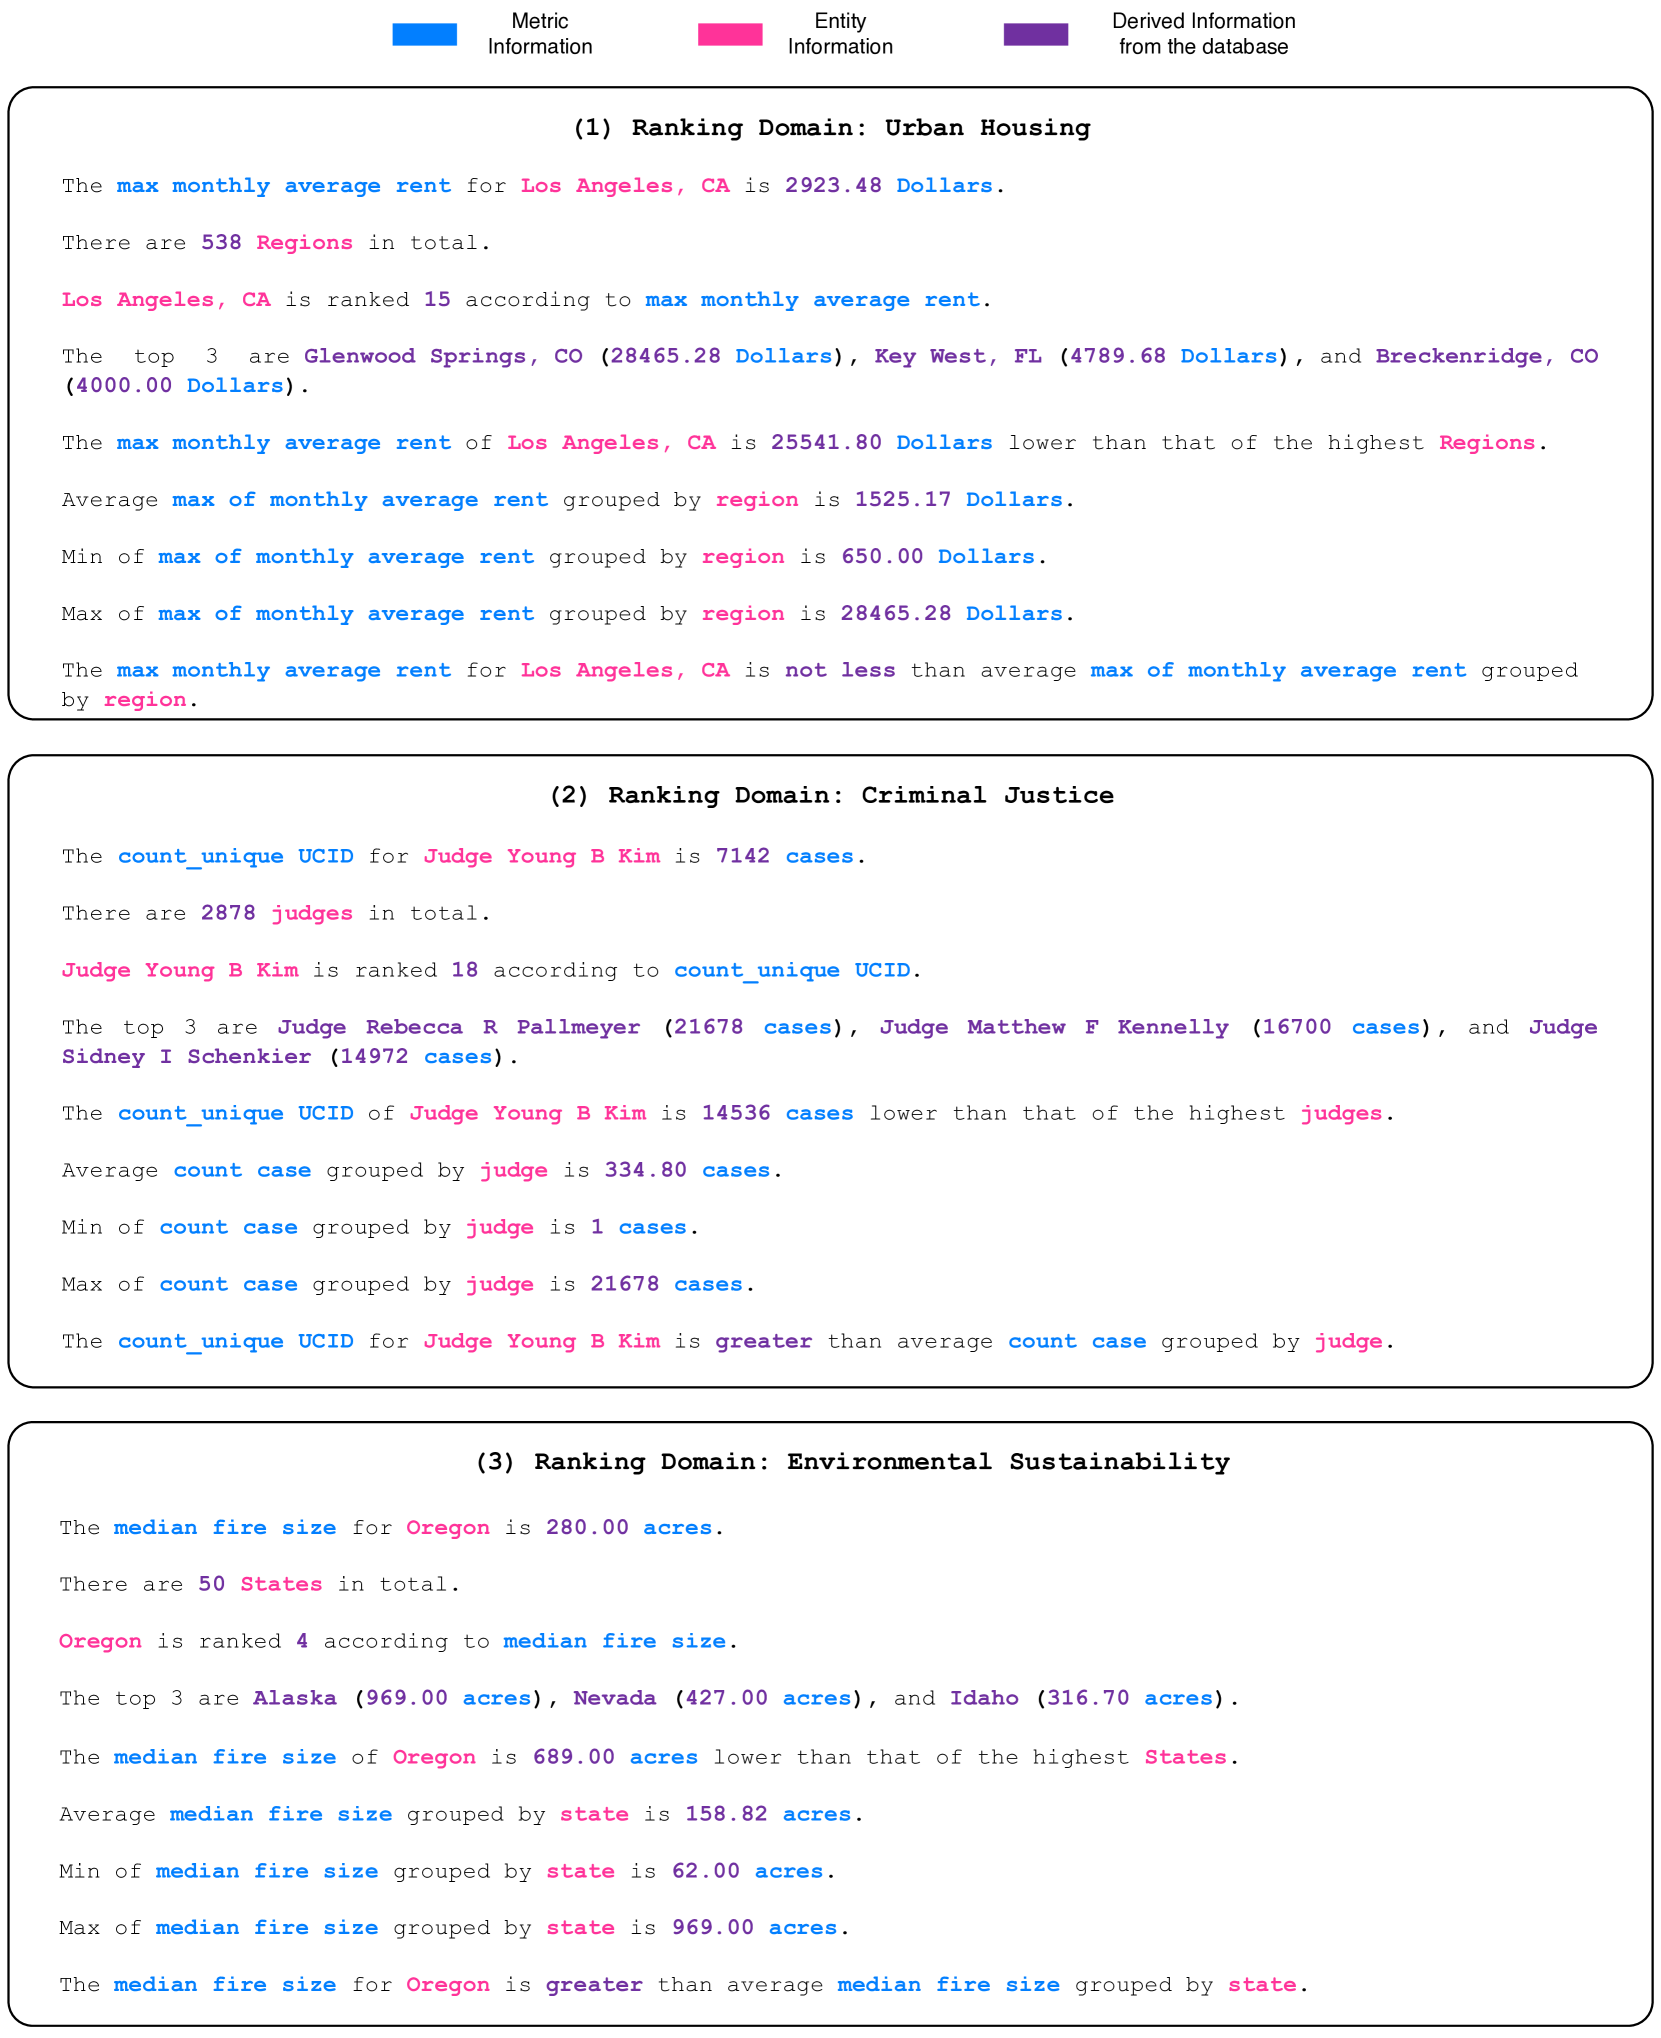 Metric
Information
Entity
Information
Derived Information
from the database
(1) Ranking Domain: Urban Housing
The max monthly average rent for Los Angeles, CA is 2923.48 Dollars.
There are 538 Regions in total.
Los Angeles, CA is ranked 15 according to max monthly average rent.
The top 3 are Glenwood Springs, CO (28465.28 Dollars), Key West, FL (4789.68 Dollars), and Breckenridge, CO
(4000.00 Dollars).
The max monthly average rent of Los Angeles, CA is 25541.80 Dollars lower than that of the highest Regions.
Average max of monthly average rent grouped by region is 1525.17 Dollars.
Min of max of monthly average rent grouped by region is 650.00 Dollars.
Max of max of monthly average rent grouped by region is 28465.28 Dollars.
The max monthly average rent for Los Angeles, CA is not less than average max of monthly average rent grouped
by region.
(2) Ranking Domain: Criminal Justice
The count_unique UCID for Judge Young B Kim is 7142 cases.
There are 2878 judges in total.
Judge Young B Kim is ranked 18 according to count_unique UCID.
The top 3 are Judge Rebecca R Pallmeyer (21678 cases), Judge Matthew F Kennelly (16700 cases), and Judge
Sidney I Schenkier (14972 cases).
The count_unique UCID of Judge Young B Kim is 14536 cases lower than that of the highest judges.
Average count case grouped by judge is 334.80 cases.
Min of count case grouped by judge is 1 cases.
Max of count case grouped by judge is 21678 cases.
The count_unique UCID for Judge Young B Kim is greater than average count case grouped by judge.
(3) Ranking Domain: Environmental Sustainability
The median fire size for Oregon is 280.00 acres.
There are 50 States in total.
Oregon is ranked 4 according to median fire size.
The top 3 are Alaska (969.00 acres), Nevada (427.00 acres), and Idaho (316.70 acres).
The median fire size of Oregon is 689.00 acres lower than that of the highest States.
Average median fire size grouped by state is 158.82 acres.
Min of median fire size grouped by state is 62.00 acres.
Max of median fire size grouped by state is 969.00 acres.
The median fire size for Oregon is greater than average median fire size grouped by state.